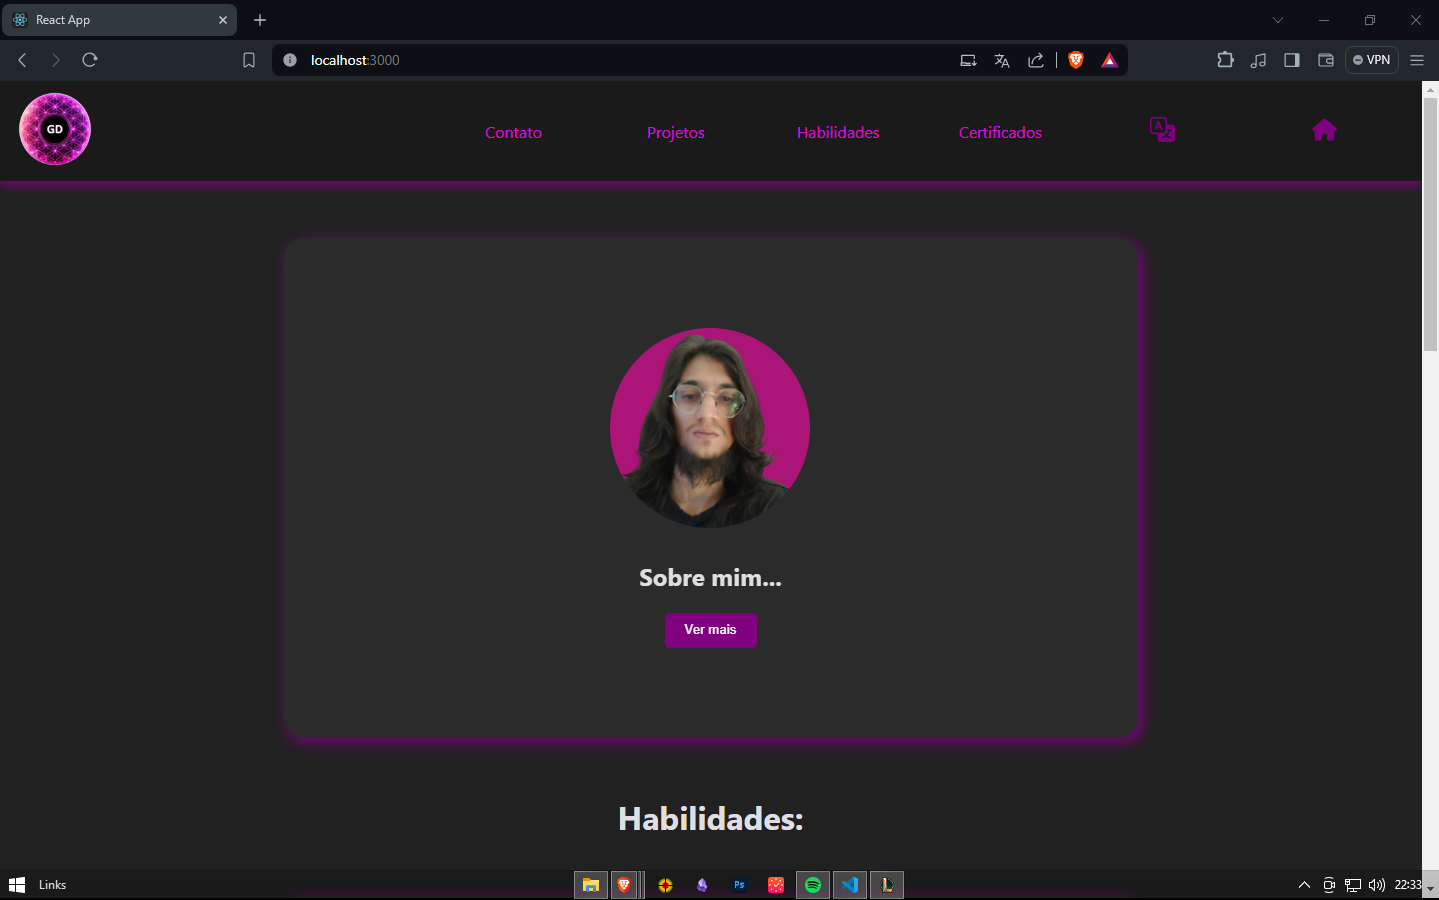 React App
localhost:3000
VPN
GD
Contato
Projetos
Habilidades
Certificados
A
Sobre mim...
Ver mais
Habilidades:
Links
Ps
22:33